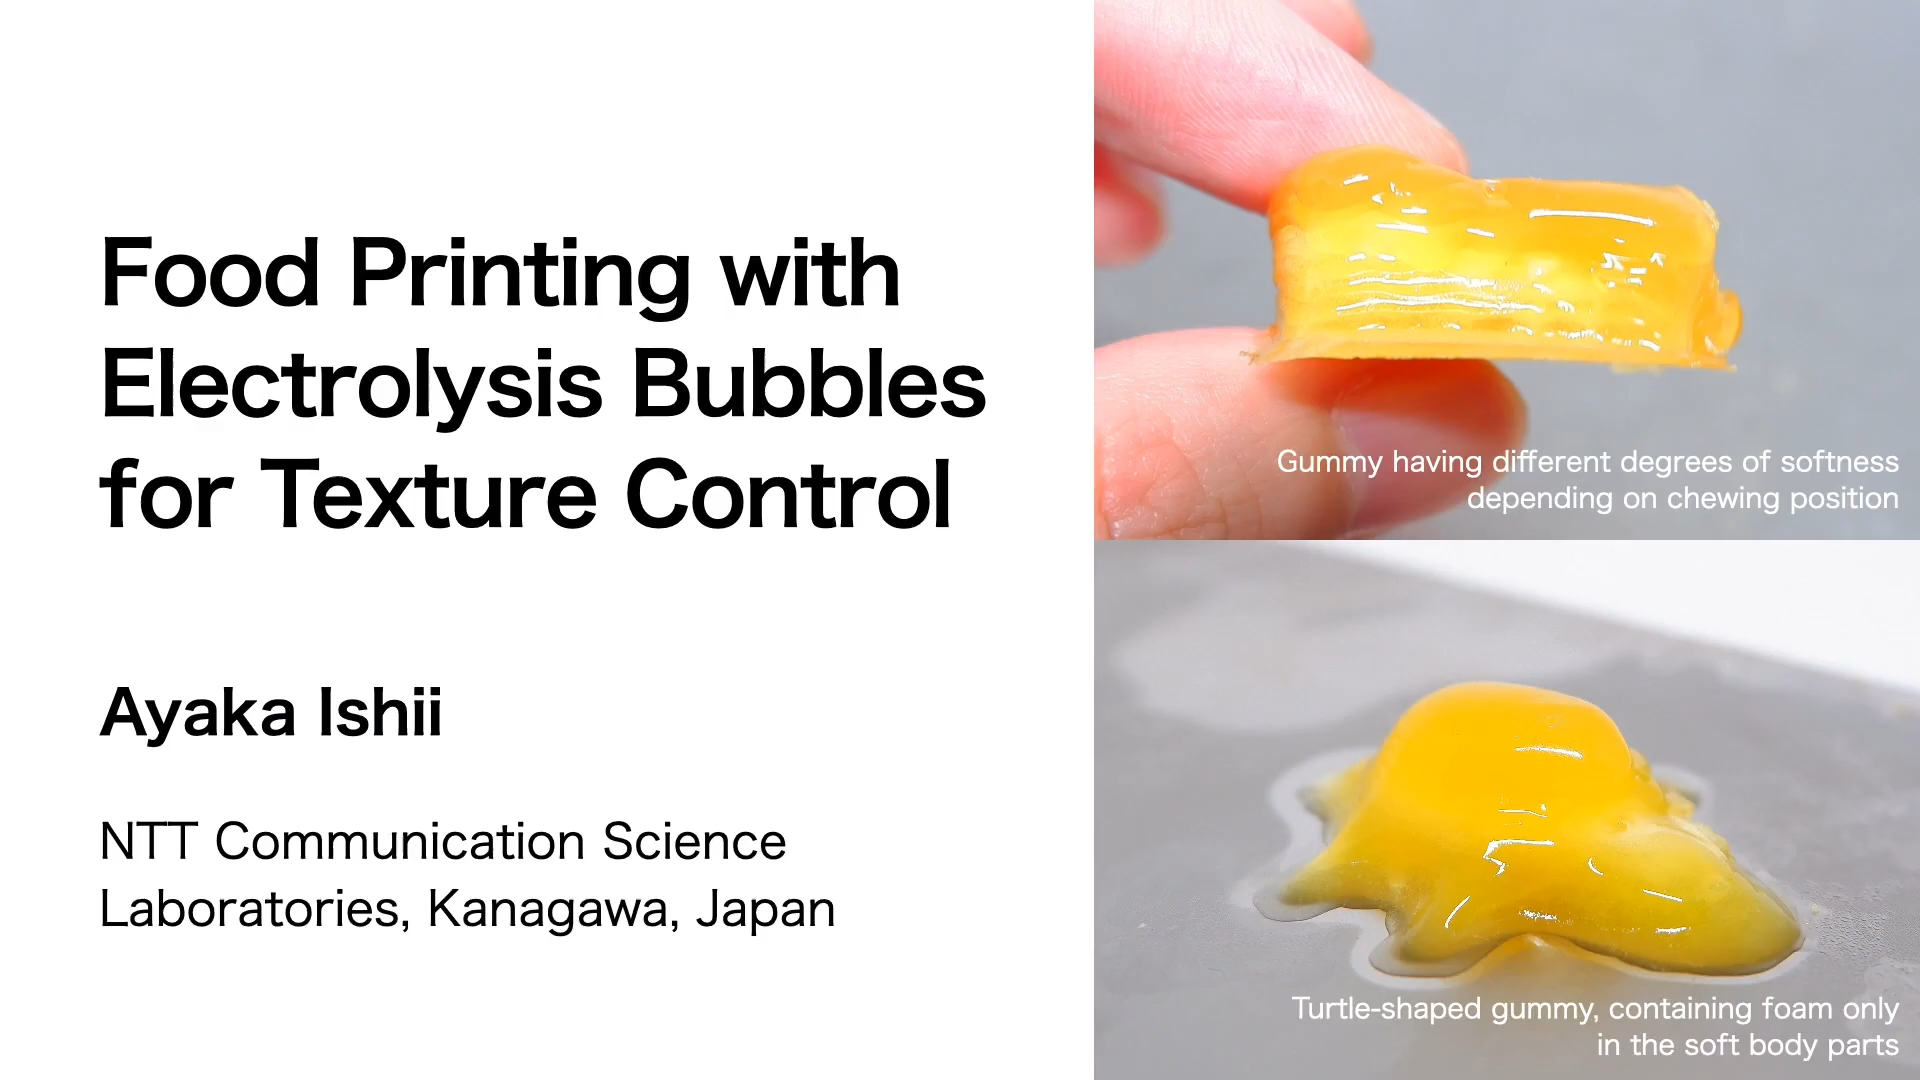 Food Printing with
Electrolysis Bubbles
for Texture Control
Ayaka Ishii
NTT Communication Science
Laboratories, Kanagawa, Japan
Gummy having different degrees of softness
depending on chewing position
Turtle-shaped gummy, containing foam only
in the soft body parts